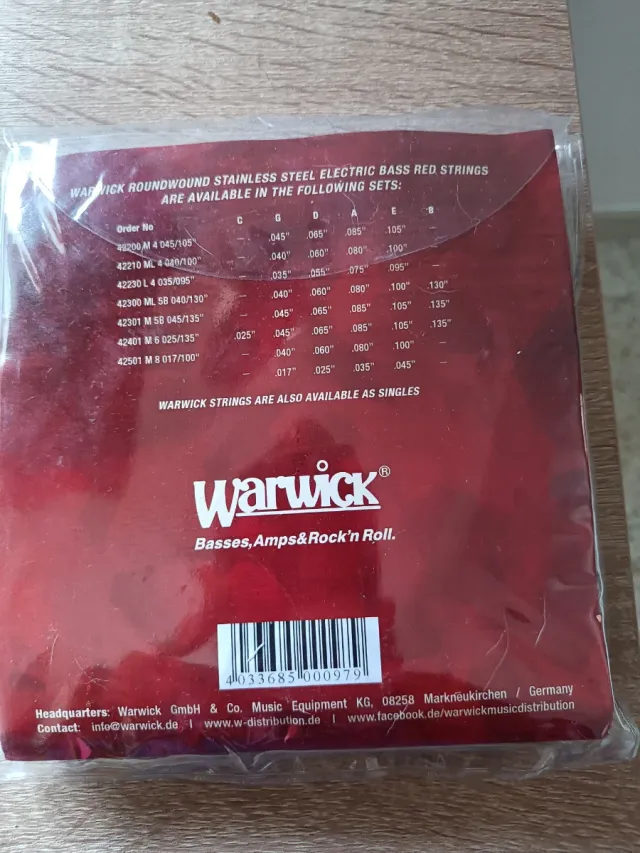 WARWICK ROUNDWOUND STAINLESS STEEL ELECTRIC BASS RED STRINGS
ARE AVAILABLE IN THE FOLLOWING SETS:
Order No C G D A E B
42200 M 4 045/105" – .045" .065" .085" .105" –
42210 ML 4 040/100" – .040" .060" .080" .100" –
42230 L 4 035/095" – .035" .055" .075" .095" –
42300 ML 5B 040/130" – .040" .060" .080" .100" .130"
42301 M 5B 045/135" – .045" .065" .085" .105" .135"
42401 M 6 025/135" .025" .045" .065" .085" .105" .135"
42501 M 8 017/100" – .040" .060" .080" .100" –
– .017" .025" .035" .045" –
WARWICK STRINGS ARE ALSO AVAILABLE AS SINGLES
Warwick®
Basses,Amps&Rock'n Roll.
4 033685 000979
Headquarters: Warwick GmbH & Co. Music Equipment KG, 08258 Markneukirchen / Germany
Contact: info@warwick.de I www.w-distribution.de I www.facebook.de/warwickmusicdistribution